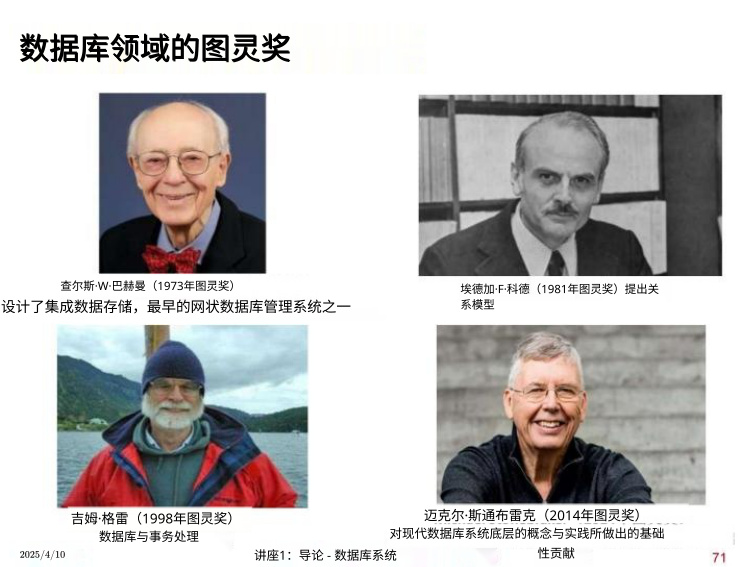 数据库领域的图灵奖
查尔斯·W·巴赫曼（1973年图灵奖）
设计了集成数据存储，最早的网状数据库管理系统之一
埃德加·F·科德（1981年图灵奖）提出关
系模型
吉姆·格雷（1998年图灵奖）
数据库与事务处理
迈克尔·斯通布雷克（2014年图灵奖）
对现代数据库系统底层的概念与实践所做出的基础
性贡献
2025/4/10
讲座1：导论 - 数据库系统
71